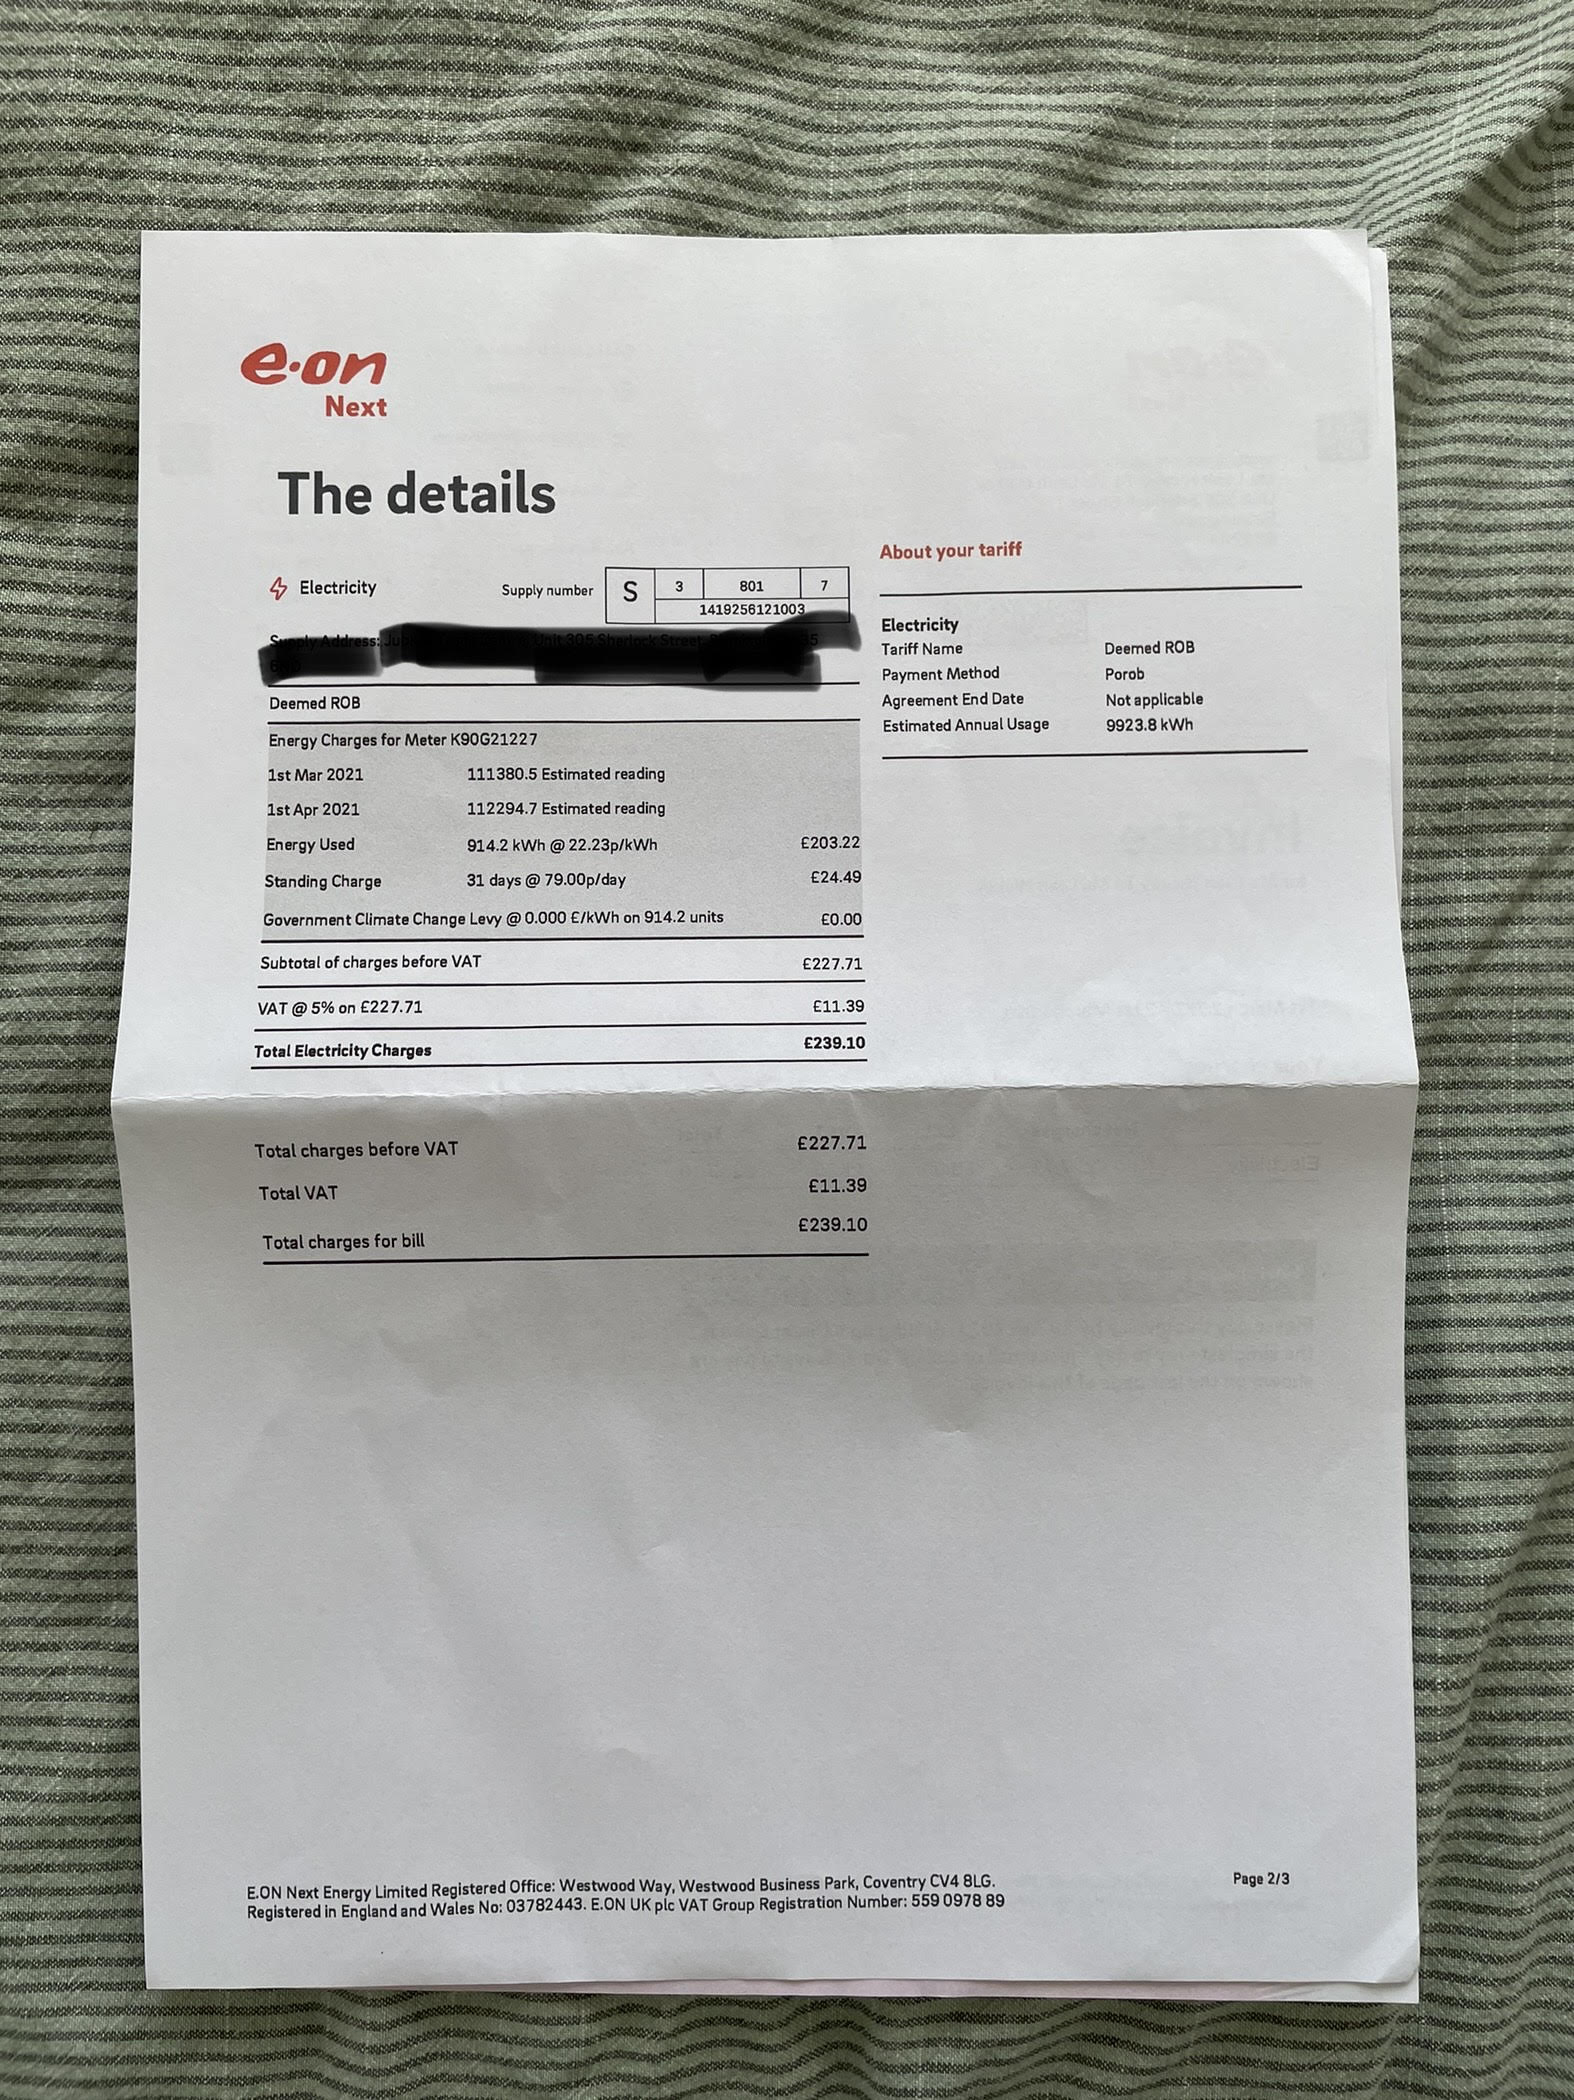 e·on
Next
The details
Electricity
Supply number
S
3
801
7
1419256121003
Supply Address:
Deemed ROB
Energy Charges for Meter K90G21227
1st Mar 2021 111380.5 Estimated reading
1st Apr 2021 112294.7 Estimated reading
Energy Used 914.2 kWh @ 22.23p/kWh £203.22
Standing Charge 31 days @ 79.00p/day £24.49
Government Climate Change Levy @ 0.000 £/kWh on 914.2 units £0.00
Subtotal of charges before VAT £227.71
VAT @ 5% on £227.71 £11.39
Total Electricity Charges £239.10
Total charges before VAT £227.71
Total VAT £11.39
Total charges for bill £239.10
About your tariff
Electricity
Tariff Name Deemed ROB
Payment Method Porob
Agreement End Date Not applicable
Estimated Annual Usage 9923.8 kWh
E.ON Next Energy Limited Registered Office: Westwood Way, Westwood Business Park, Coventry CV4 8LG.
Registered in England and Wales No: 03782443. E.ON UK plc VAT Group Registration Number: 559 0978 89
Page 2/3